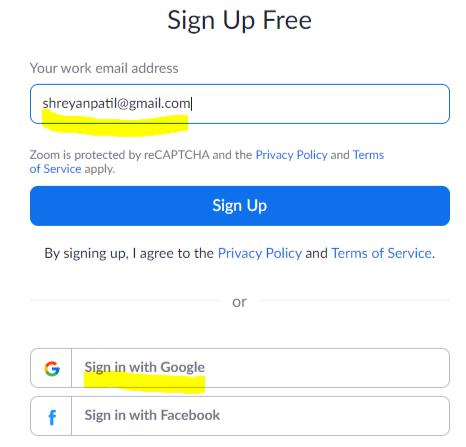 Sign Up Free
Your work email address
shreyanpatil@gmail.com
Zoom is protected by reCAPTCHA and the Privacy Policy and Terms
of Service apply.
Sign Up
By signing up, I agree to the Privacy Policy and Terms of Service.
or
Sign in with Google
Sign in with Facebook